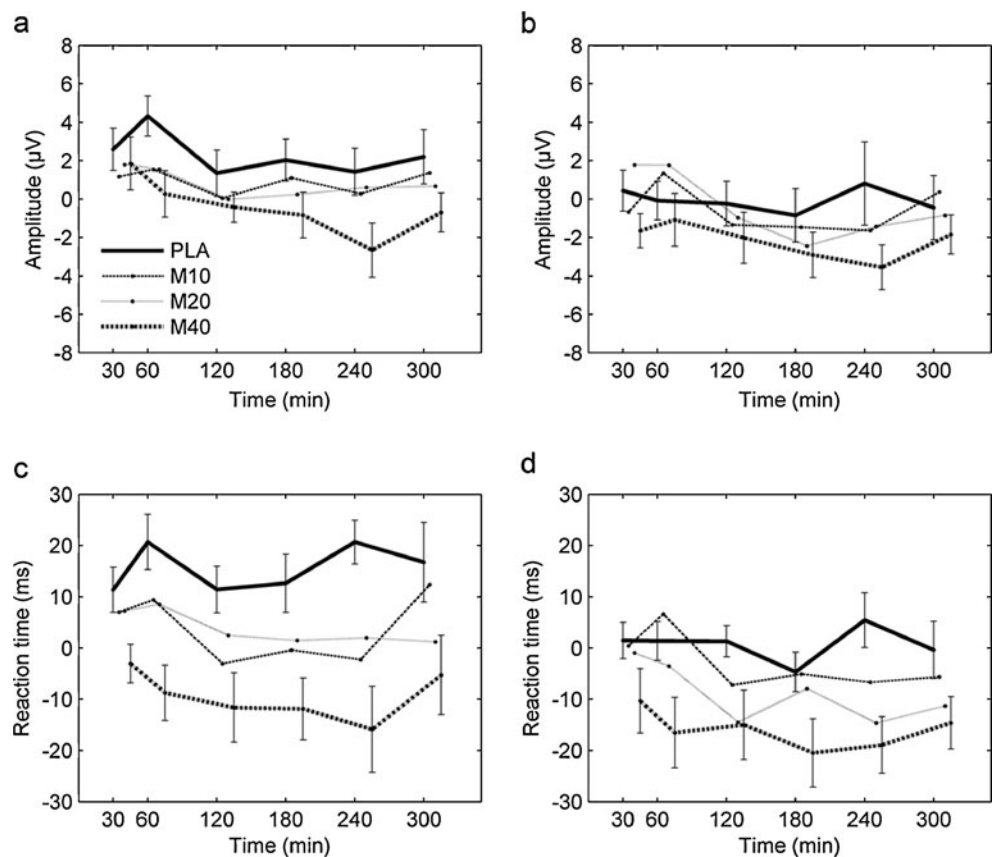 a
8
6
4
2
0
-2
-4
-6
-8
Amplitude (µV)
PLA
M10
M20
M40
30 60 120 180 240 300
Time (min)
b
8
6
4
2
0
-2
-4
-6
-8
Amplitude (µV)
30 60 120 180 240 300
Time (min)
c
30
20
10
0
-10
-20
-30
Reaction time (ms)
30 60 120 180 240 300
Time (min)
d
30
20
10
0
-10
-20
-30
Reaction time (ms)
30 60 120 180 240 300
Time (min)